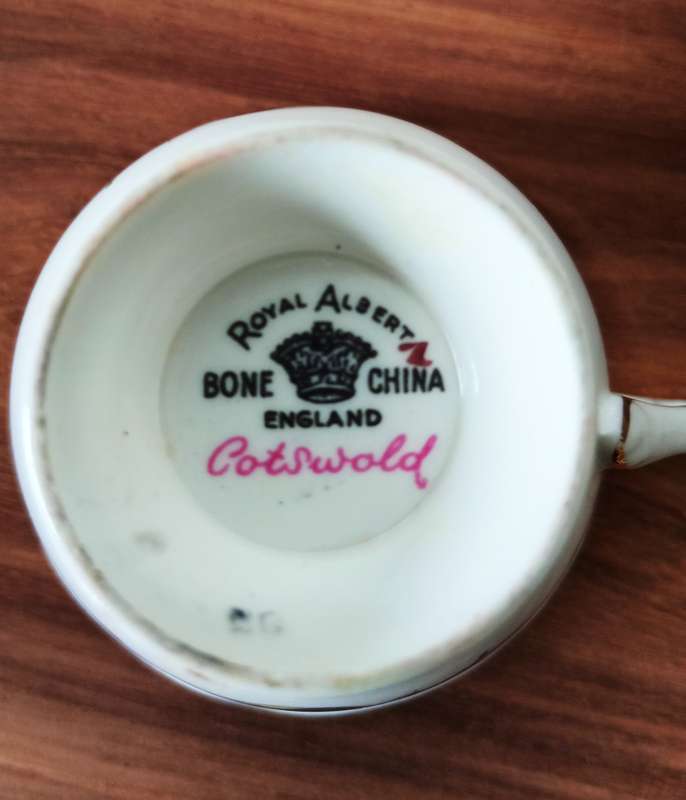 ROYAL ALBERT
BONE CHINA
ENGLAND
Cotswold